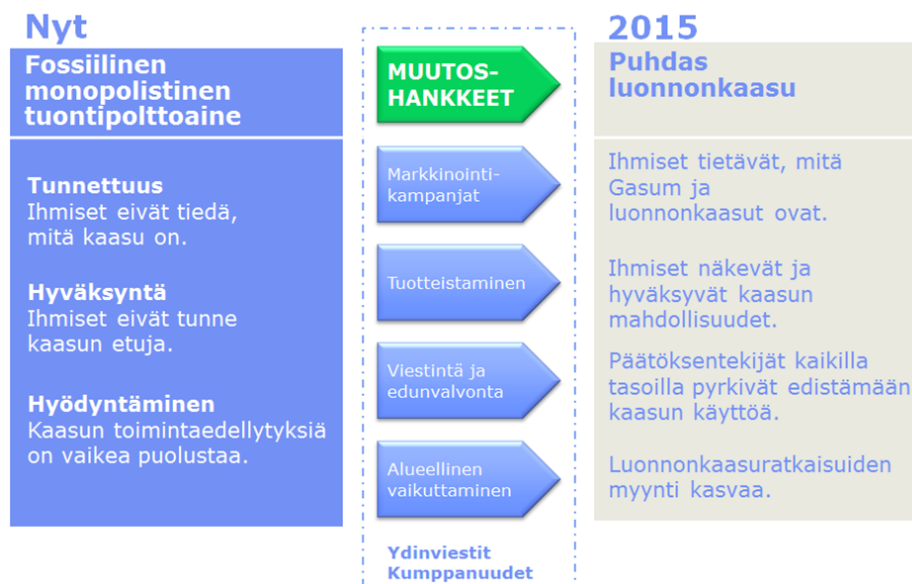 Nyt
Fossiilinen
monopolistinen
tuontipolttoaine
Tunnettuus
Ihmiset eivät tiedä,
mitä kaasu on.
Hyväksyntä
Ihmiset eivät tunne
kaasun etuja.
Hyödyntäminen
Kaasun toimintaedellytyksiä
on vaikea puolustaa.
MUUTOS-
HANKKEET
Markkinointi-
kampanjat
Tuotteistaminen
Viestintä ja
edunvalvonta
Alueellinen
vaikuttaminen
Ydinviestit
Kumppanuudet
2015
Puhdas
luonnonkaasu
Ihmiset tietävät, mitä
Gasum ja
luonnonkaasut ovat.
Ihmiset näkevät ja
hyväksyvät kaasun
mahdollisuudet.
Päätöksentekijät kaikilla
tasoilla pyrkivät edistämään
kaasun käyttöä.
Luonnonkaasuratkaisuiden
myynti kasvaa.